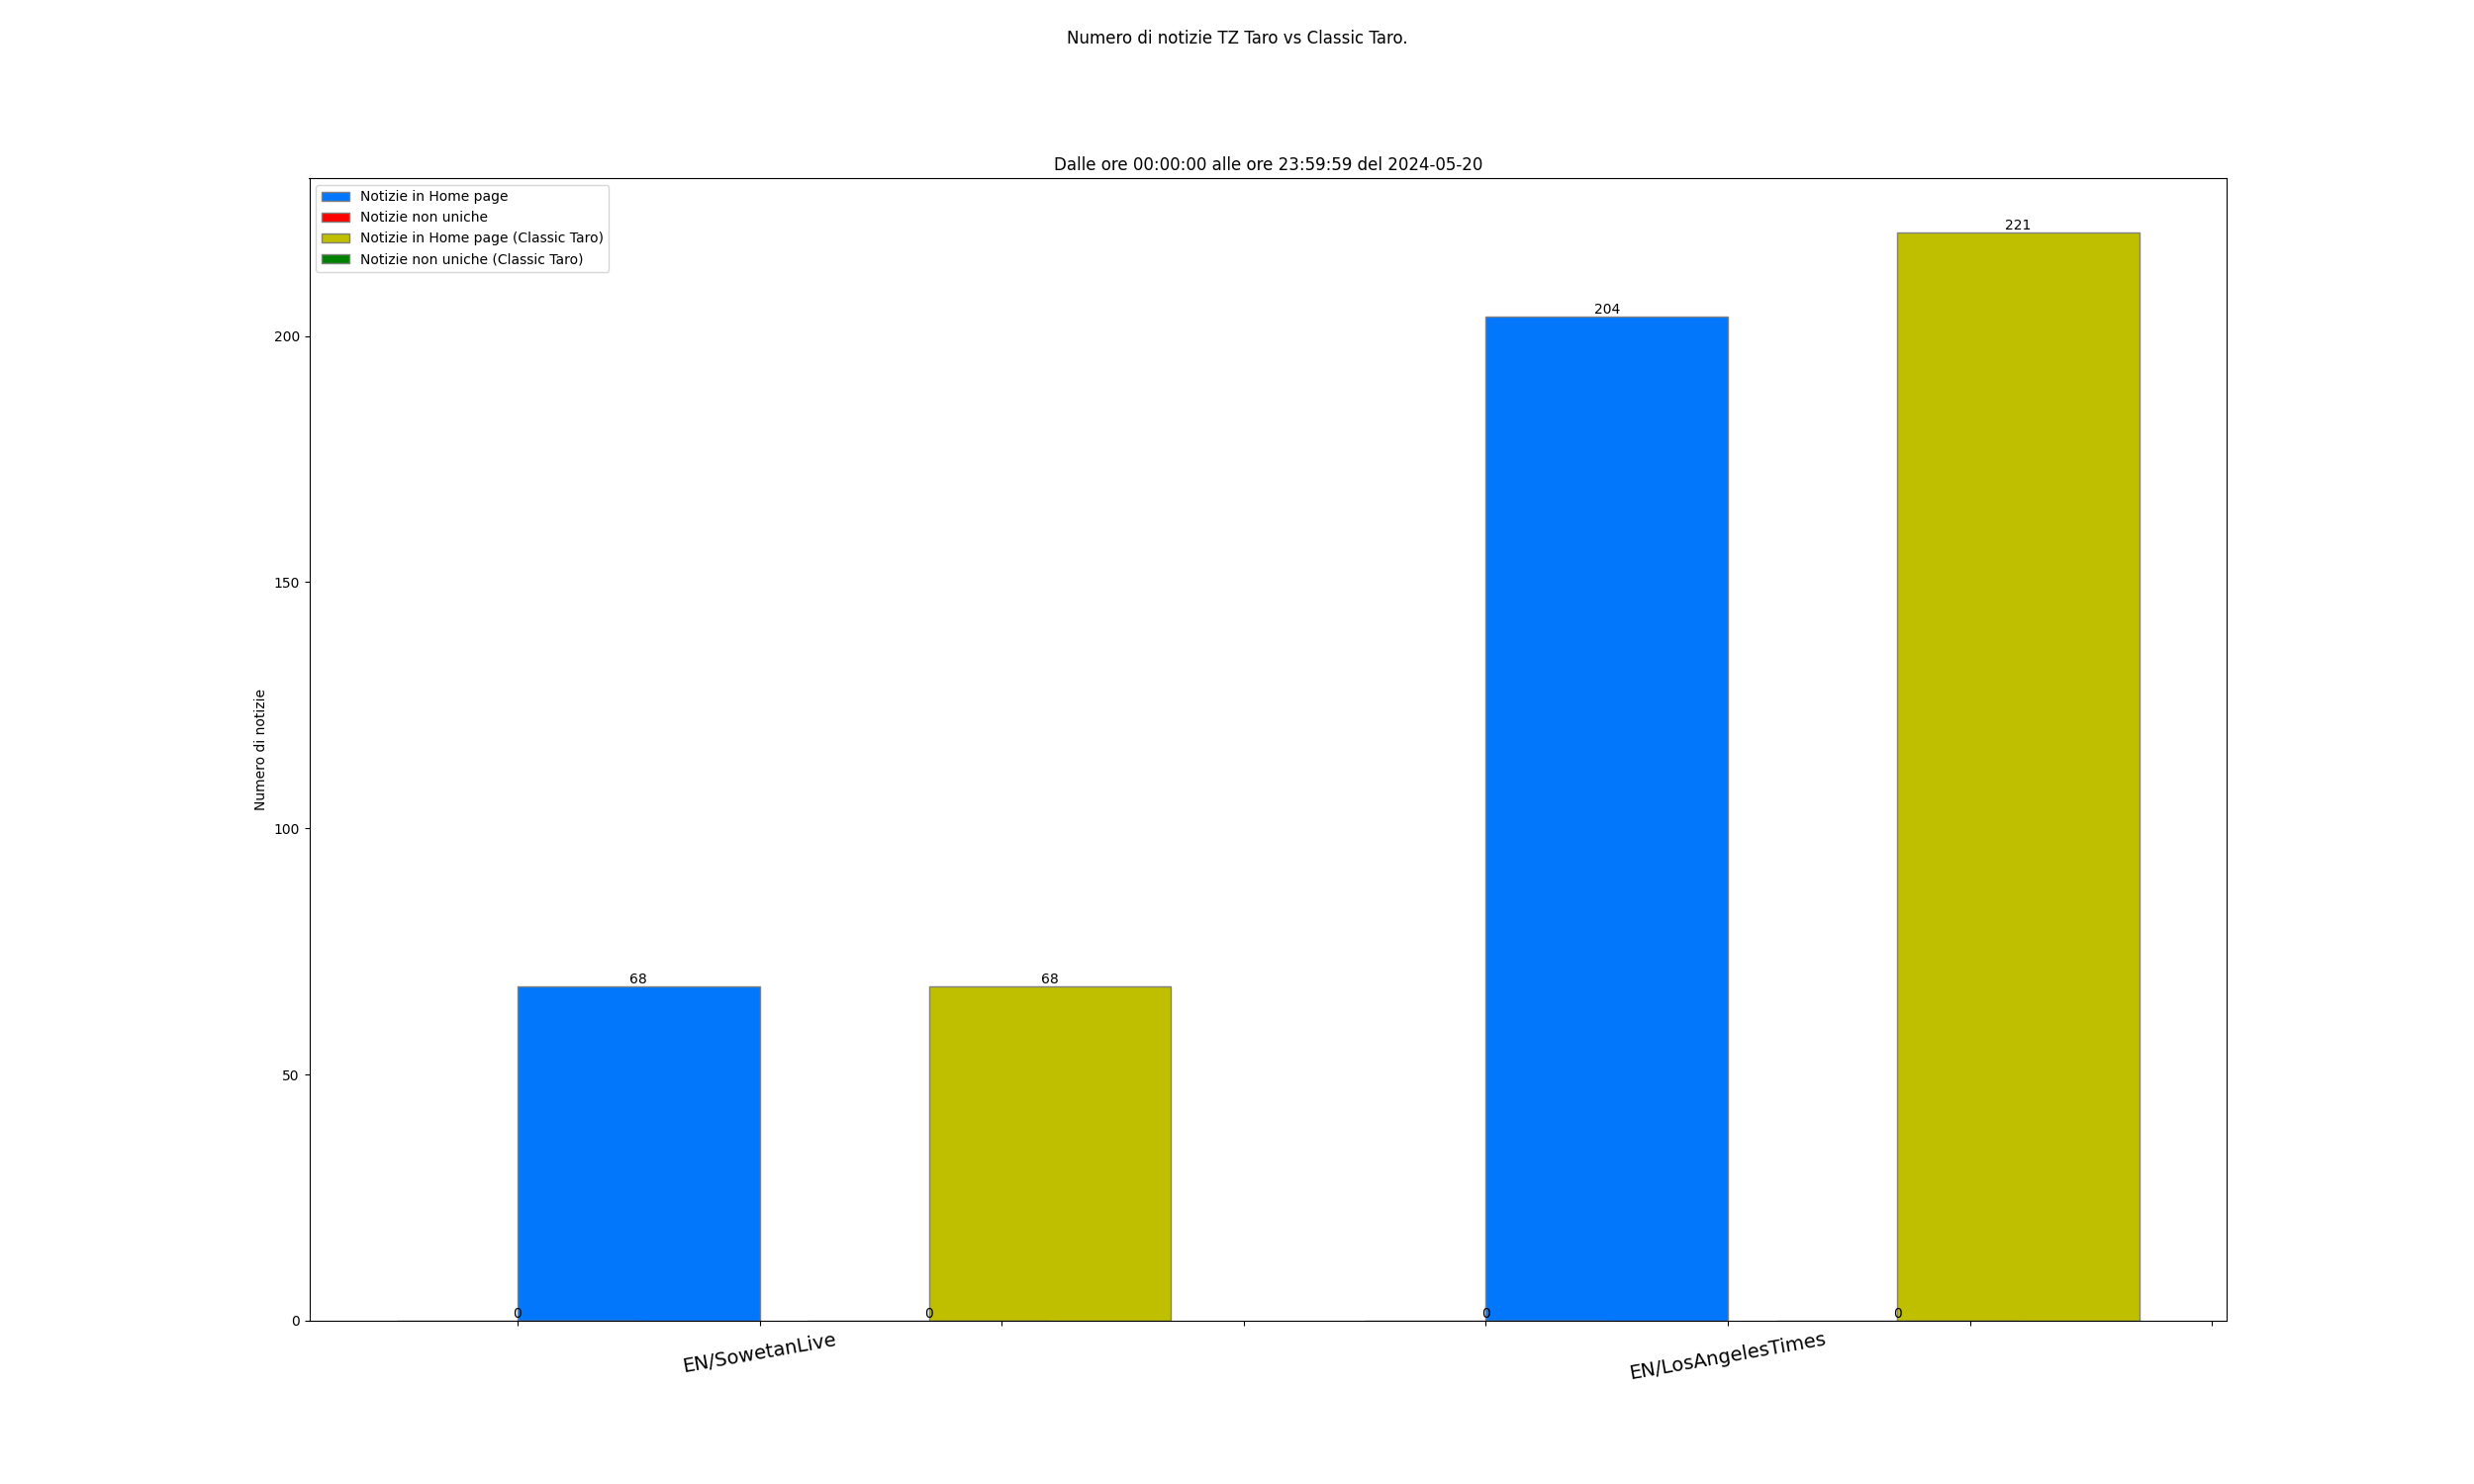 Numero di notizie TZ Taro vs Classic Taro.
Dalle ore 00:00:00 alle ore 23:59:59 del 2024-05-20
Notizie in Home page
Notizie non uniche
Notizie in Home page (Classic Taro)
Notizie non uniche (Classic Taro)
221
204
200
150
Numero di notizie
100
68
68
50
0
0
0
0
0
EN/SowetanLive
EN/LosAngelesTimes